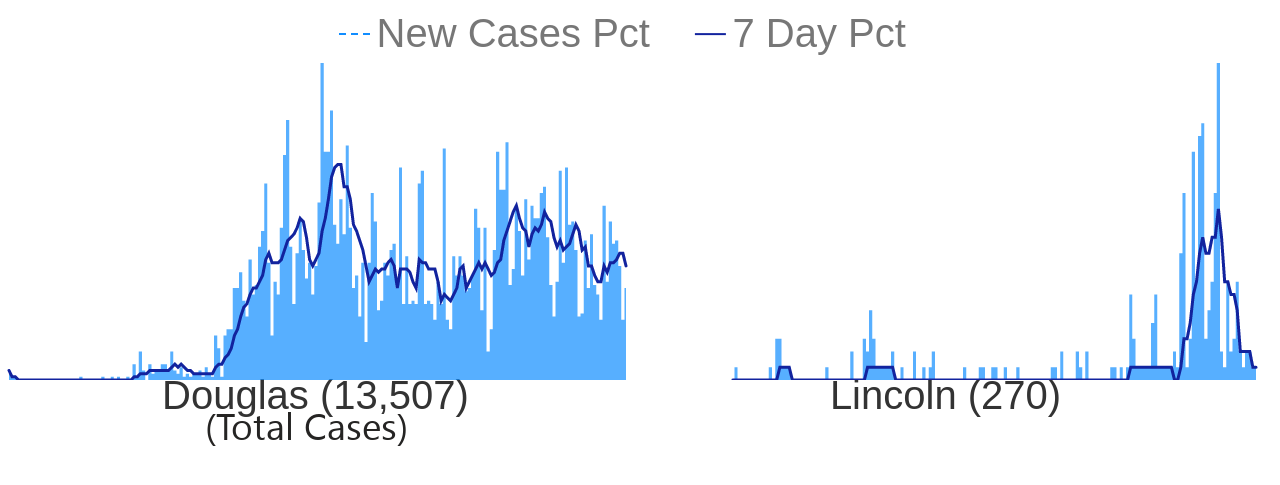 New Cases Pct 7 Day Pct
Douglas (13,507) Lincoln (270)
(Total Cases)